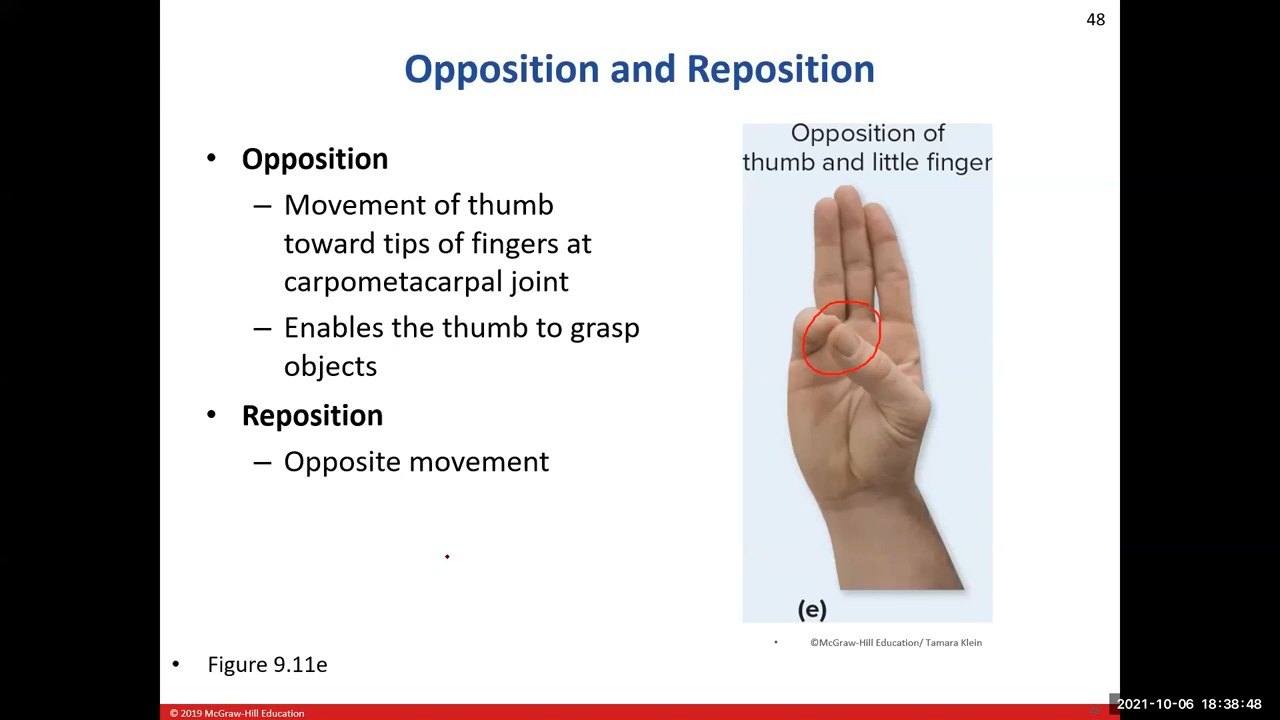 48
Opposition and Reposition
• Opposition
– Movement of thumb
toward tips of fingers at
carpometacarpal joint
– Enables the thumb to grasp
objects
• Reposition
– Opposite movement
Opposition of
thumb and little finger
(e)
• ©McGraw-Hill Education/ Tamara Klein
• Figure 9.11e
© 2019 McGraw-Hill Education
2021-10-06 18:38:48